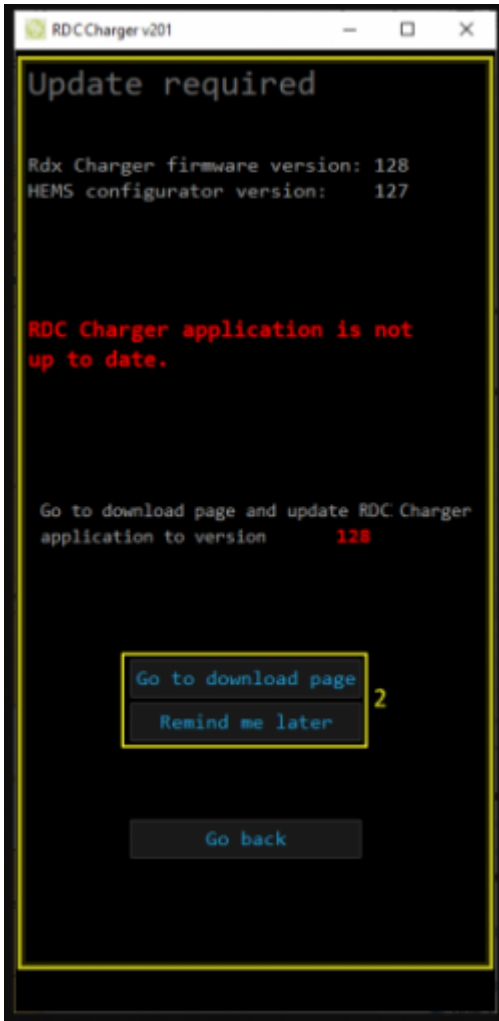 RDC Charger v201
Update required
Rdx Charger firmware version: 128
HEMS configurator version: 127
RDC Charger application is not
up to date.
Go to download page and update RDC Charger
application to version 128
Go to download page
2
Remind me later
Go back